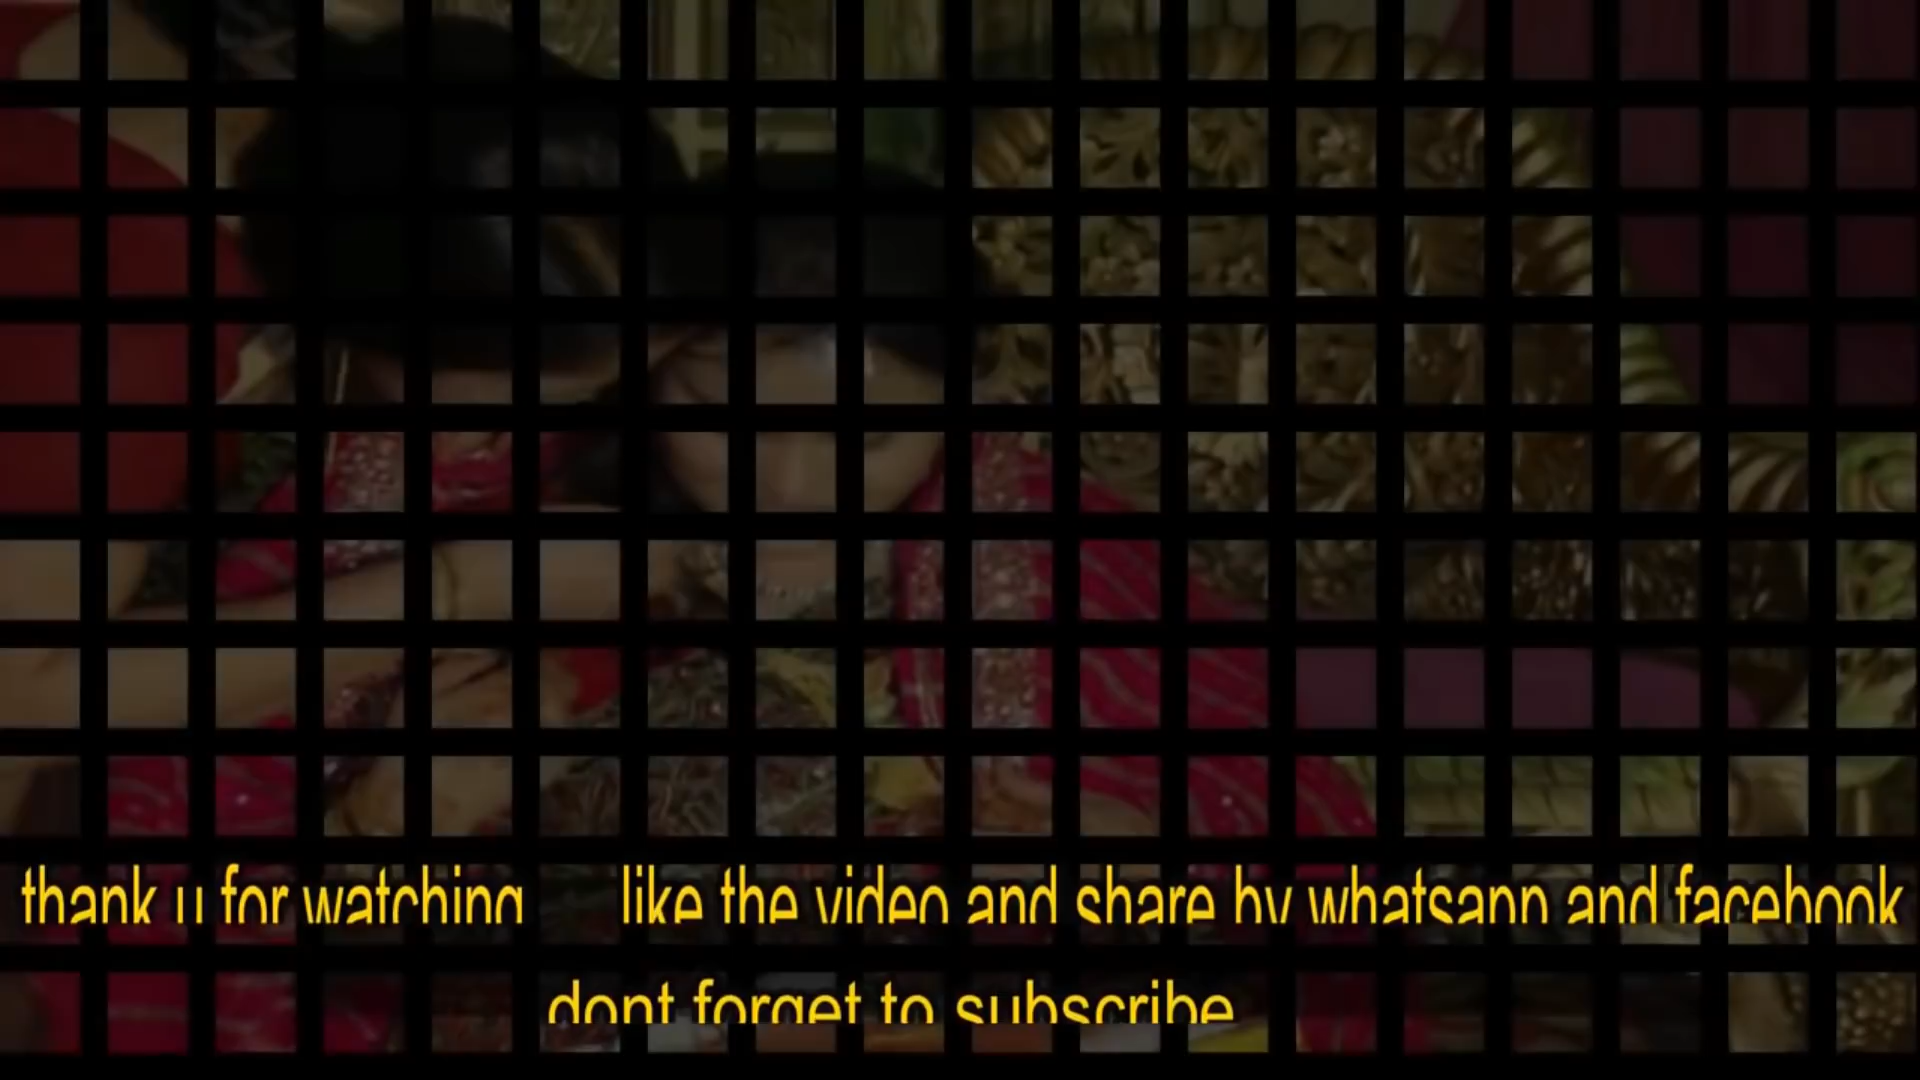 thank u for watching like the video and share by whatsapp and facebook
dont forget to subscribe